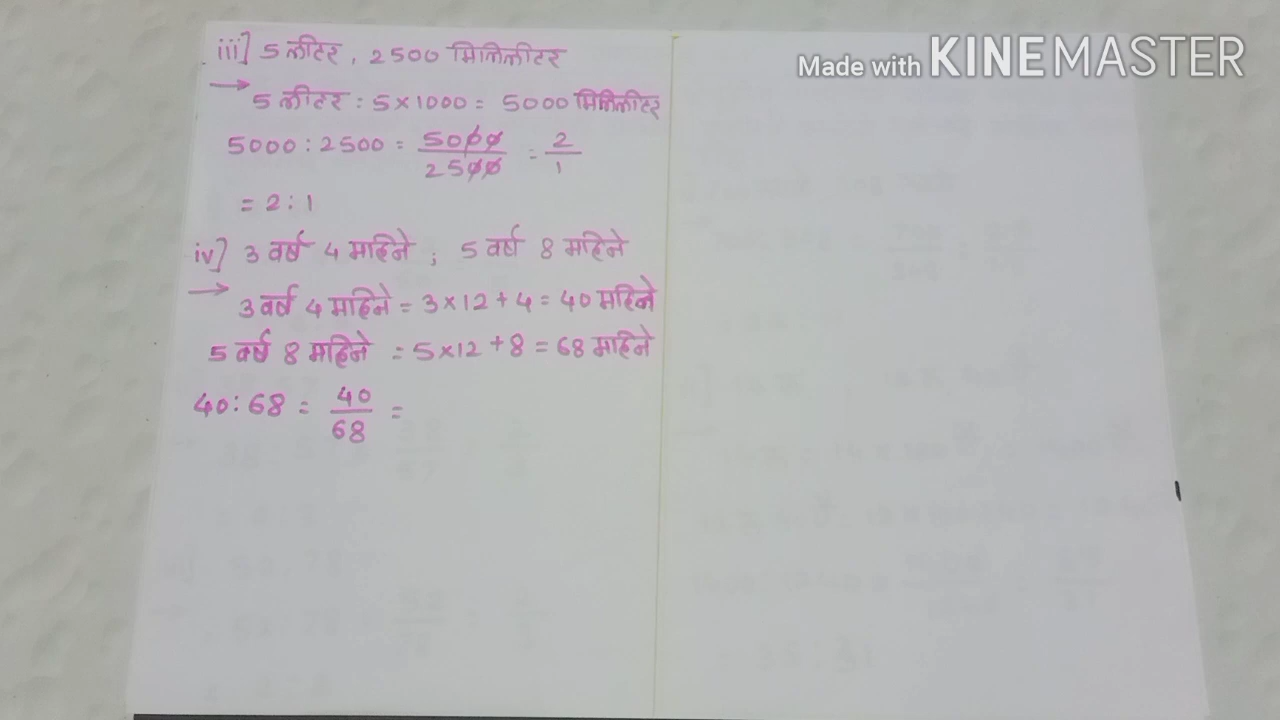 Made with KINEMASTER
iii] 5 लीटर, 2500 मिलिलीटर
→ 5 लीटर : 5 × 1000 = 5000 मिलिलीटर
5000 : 2500 = 5000/2500 = 2/1
= 2 : 1
iv] 3 वर्ष 4 महिने ; 5 वर्ष 8 महिने
→ 3 वर्ष 4 महिने = 3 × 12 + 4 = 40 महिने
5 वर्ष 8 महिने = 5 × 12 + 8 = 68 महिने
40 : 68 = 40/68 =